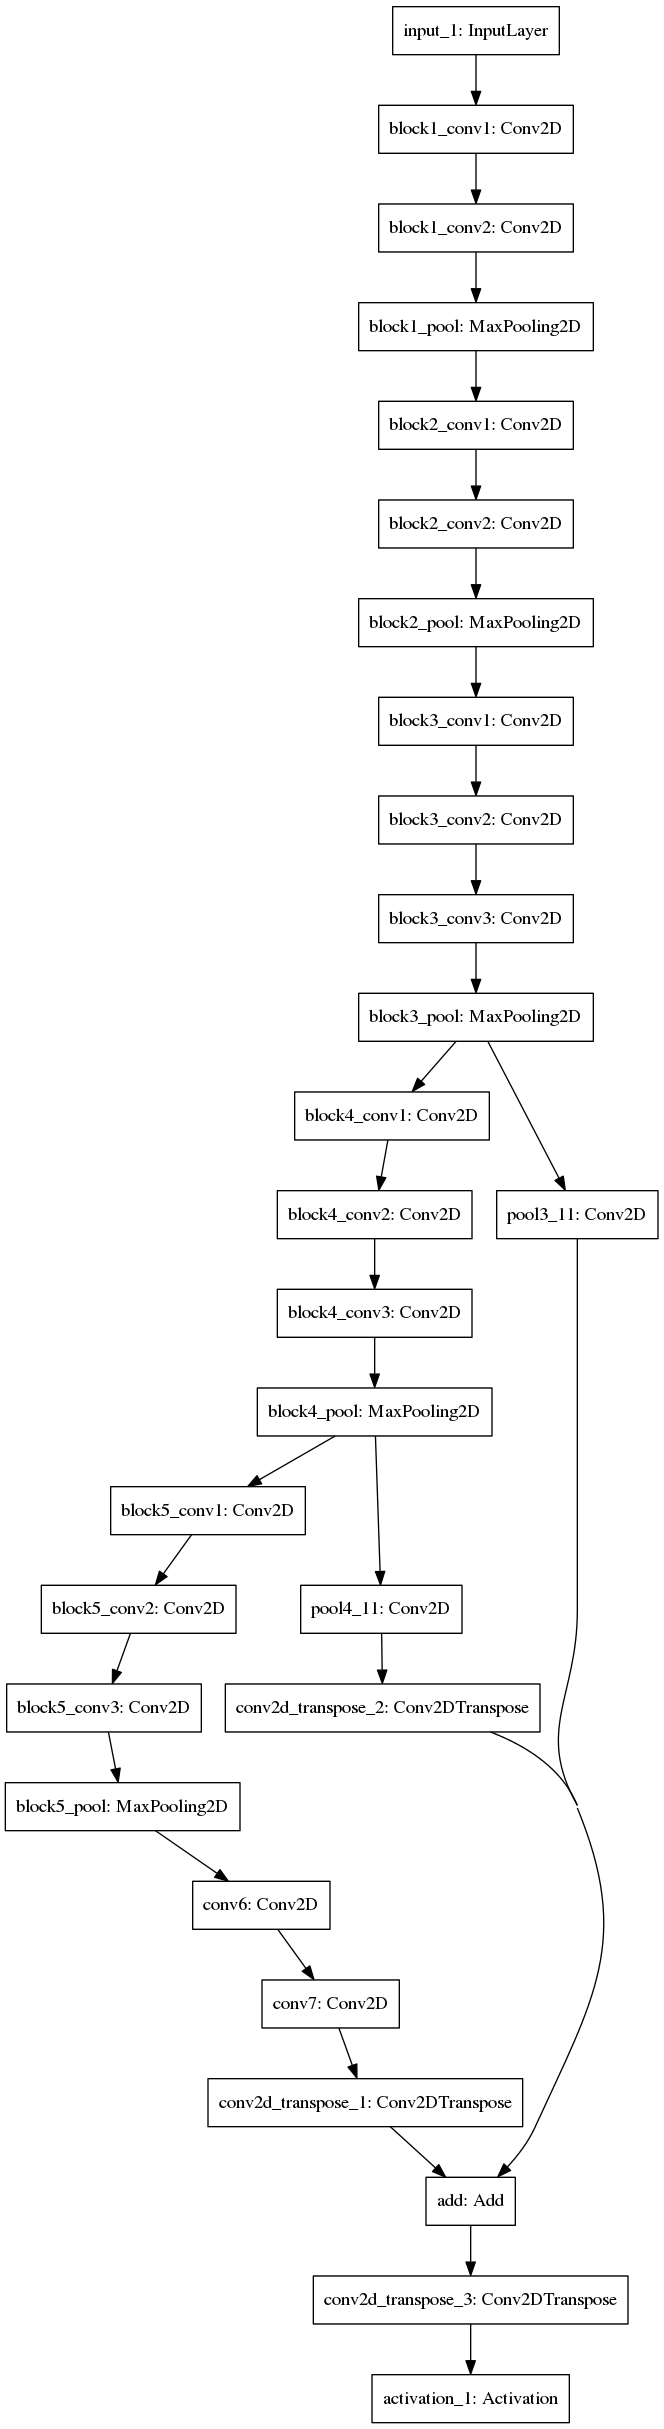 input_1: InputLayer
block1_conv1: Conv2D
block1_conv2: Conv2D
block1_pool: MaxPooling2D
block2_conv1: Conv2D
block2_conv2: Conv2D
block2_pool: MaxPooling2D
block3_conv1: Conv2D
block3_conv2: Conv2D
block3_conv3: Conv2D
block3_pool: MaxPooling2D
block4_conv1: Conv2D
block4_conv2: Conv2D
pool3_11: Conv2D
block4_conv3: Conv2D
block4_pool: MaxPooling2D
block5_conv1: Conv2D
block5_conv2: Conv2D
pool4_11: Conv2D
block5_conv3: Conv2D
conv2d_transpose_2: Conv2DTranspose
block5_pool: MaxPooling2D
conv6: Conv2D
conv7: Conv2D
conv2d_transpose_1: Conv2DTranspose
add: Add
conv2d_transpose_3: Conv2DTranspose
activation_1: Activation